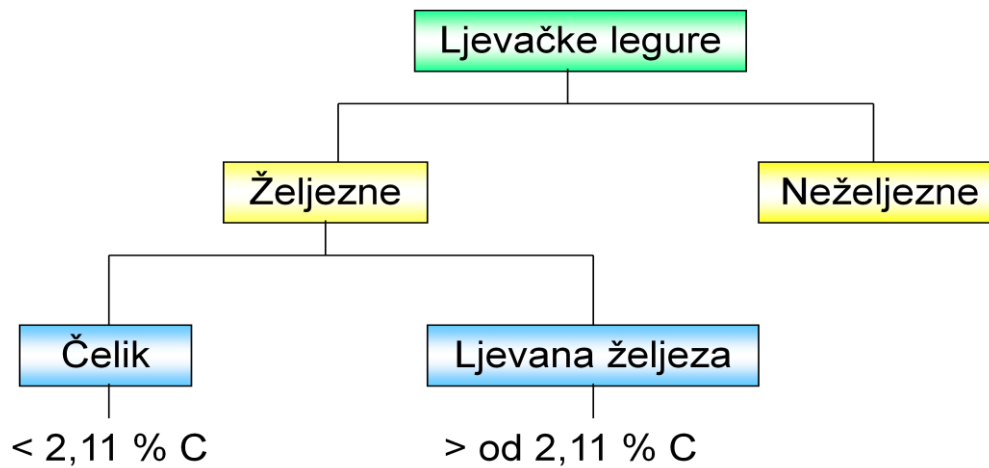 Ljevačke legure
Željezne
Neželjezne
Čelik
Ljevana željeza
< 2,11 % C
> od 2,11 % C